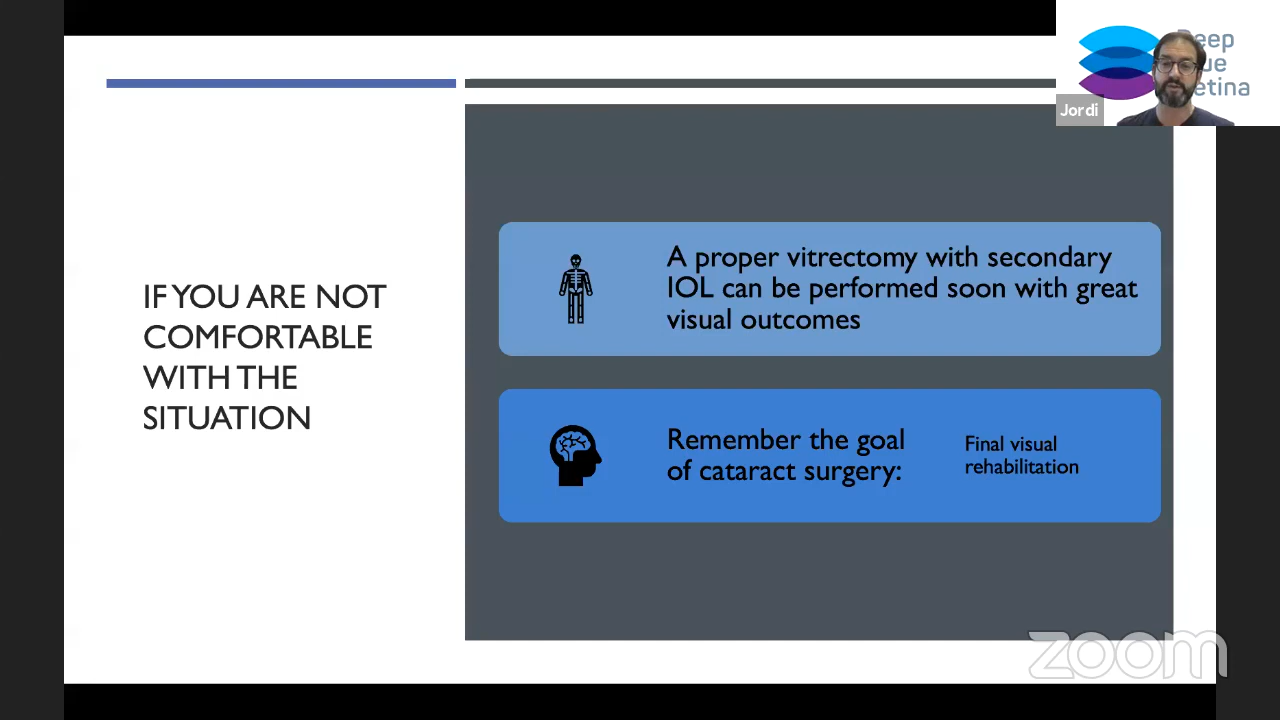 IF YOU ARE NOT
COMFORTABLE
WITH THE
SITUATION
A proper vitrectomy with secondary
IOL can be performed soon with great
visual outcomes
Remember the goal
of cataract surgery:
Final visual
rehabilitation
Jordi
zoom